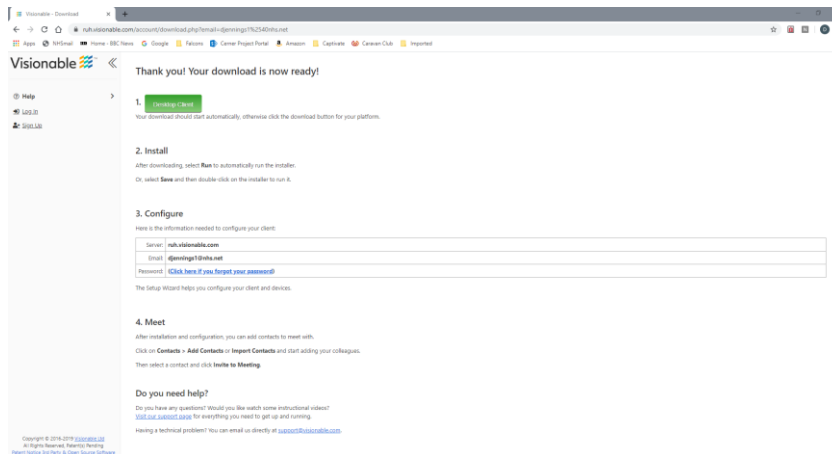 Visionable - Download
ruh.visionable.com/account/download.php?email=djennings1%2540nhs.net
Apps NHSmail Home - BBC News Google Falcons Cerner Project Portal Amazon Captivate Caravan Club Imported
Visionable
Thank you! Your download is now ready!
Help
Log In
Sign Up
1. Desktop Client
Your download should start automatically, otherwise click the download button for your platform.
2. Install
After downloading, select Run to automatically run the installer.
Or, select Save and then double-click on the installer to run it.
3. Configure
Here is the information needed to configure your client:
Server: ruh.visionable.com
Email: djennings1@nhs.net
Password: (Click here if you forgot your password)
The Setup Wizard helps you configure your client and devices.
4. Meet
After installation and configuration, you can add contacts to meet with.
Click on Contacts > Add Contacts or Import Contacts and start adding your colleagues.
Then select a contact and click Invite to Meeting.
Do you need help?
Do you have any questions? Would you like watch some instructional videos?
Visit our support page for everything you need to get up and running.
Having a technical problem? You can email us directly at support@visionable.com.
Copyright © 2016-2019 Visionable Ltd
All Rights Reserved, Patent(s) Pending
Patent Notice 3rd Party & Open Source Software